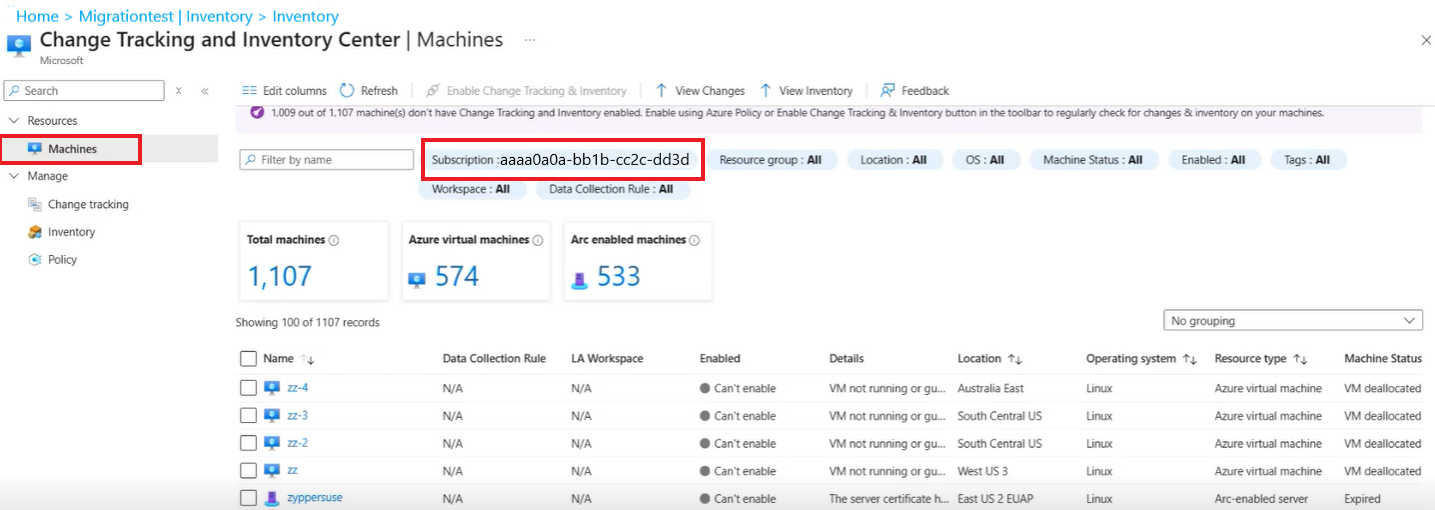 Home > Migrationtest | Inventory > Inventory
Change Tracking and Inventory Center | Machines ...
Microsoft
Search
Edit columns Refresh Enable Change Tracking & Inventory View Changes View Inventory Feedback
1,009 out of 1,107 machine(s) don't have Change Tracking and Inventory enabled. Enable using Azure Policy or Enable Change Tracking & Inventory button in the toolbar to regularly check for changes & inventory on your machines.
Resources
Machines
Manage
Change tracking
Inventory
Policy
Filter by name Subscription :aaaa0a0a-bb1b-cc2c-dd3d Resource group : All Location : All OS : All Machine Status : All Enabled : All Tags : All
Workspace : All Data Collection Rule : All
Total machines Azure virtual machines Arc enabled machines
1,107 574 533
Showing 100 of 1107 records No grouping
Name Data Collection Rule LA Workspace Enabled Details Location Operating system Resource type Machine Status
zz-4 N/A N/A Can't enable VM not running or gu... Australia East Linux Azure virtual machine VM deallocated
zz-3 N/A N/A Can't enable VM not running or gu... South Central US Linux Azure virtual machine VM deallocated
zz-2 N/A N/A Can't enable VM not running or gu... South Central US Linux Azure virtual machine VM deallocated
zz N/A N/A Can't enable VM not running or gu... West US 3 Linux Azure virtual machine VM deallocated
zyppersuse N/A N/A Can't enable The server certificate h... East US 2 EUAP Linux Arc-enabled server Expired